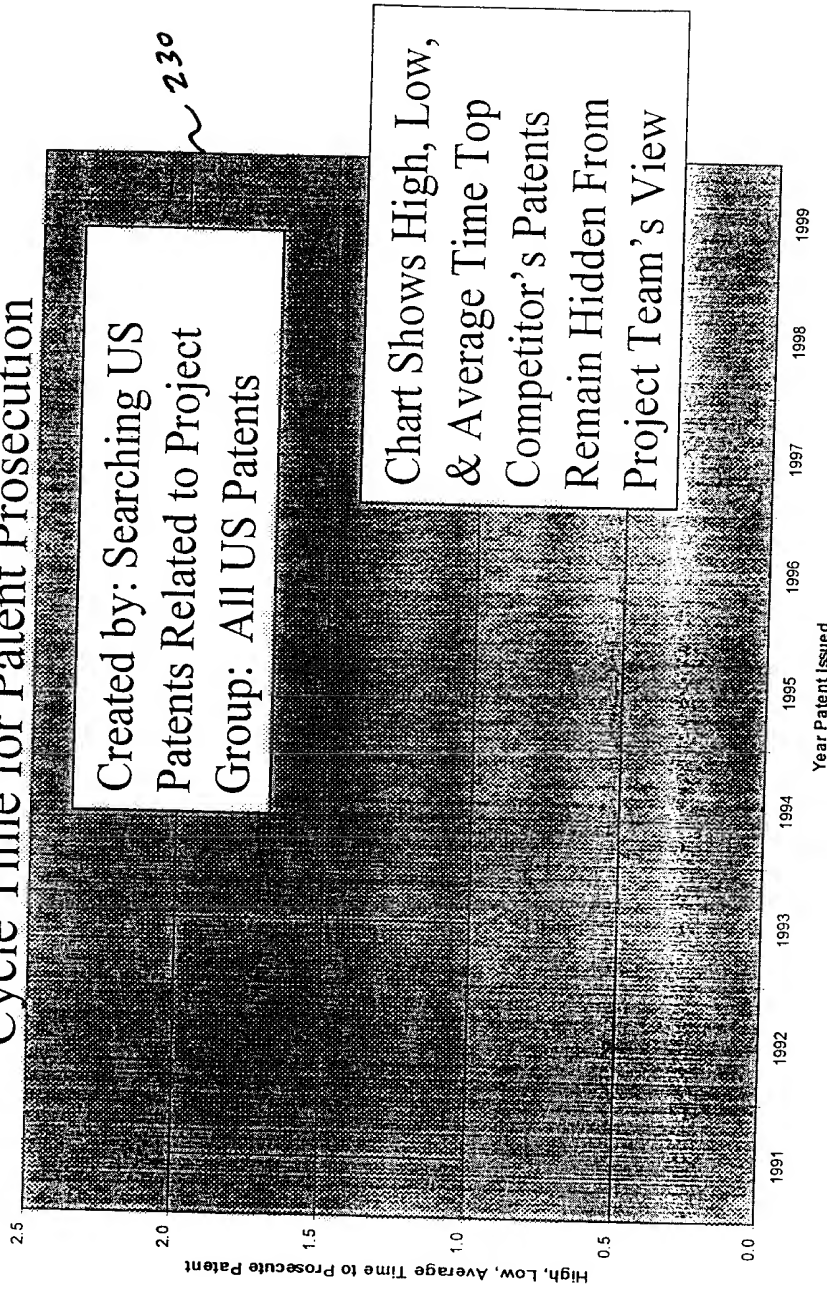 Cycle Time for Patent Prosecution
230
Created by: Searching US
Patents Related to Project
Group: All US Patents
Chart Shows High, Low,
& Average Time Top
Competitor's Patents
Remain Hidden From
Project Team's View
High, Low, Average Time to Prosecute Patent
2.5
2.0
1.5
1.0
0.5
0.0
1991
1992
1993
1994
1995
1996
1997
1998
1999
Year Patent Issued